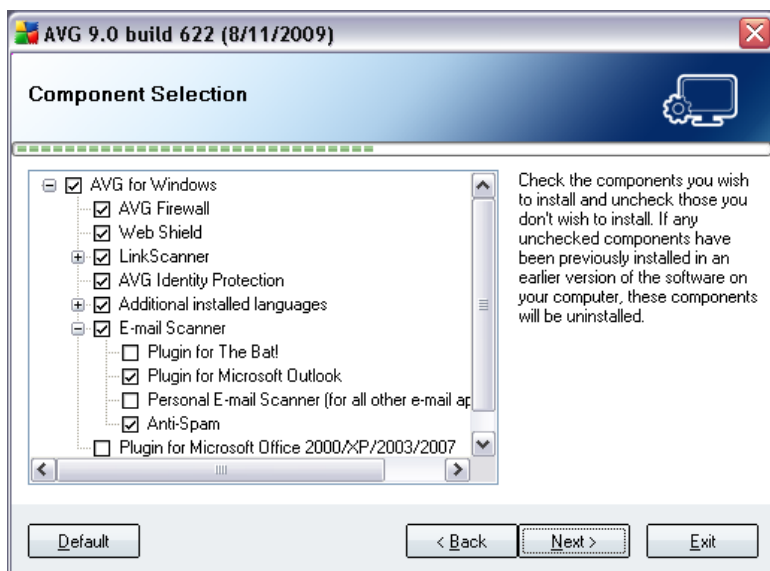 AVG 9.0 build 622 (8/11/2009)
Component Selection
AVG for Windows
AVG Firewall
Web Shield
LinkScanner
AVG Identity Protection
Additional installed languages
E-mail Scanner
Plugin for The Bat!
Plugin for Microsoft Outlook
Personal E-mail Scanner (for all other e-mail ap
Anti-Spam
Plugin for Microsoft Office 2000/XP/2003/2007
Check the components you wish
to install and uncheck those you
don't wish to install. If any
unchecked components have
been previously installed in an
earlier version of the software on
your computer, these components
will be uninstalled.
Default
< Back
Next >
Exit